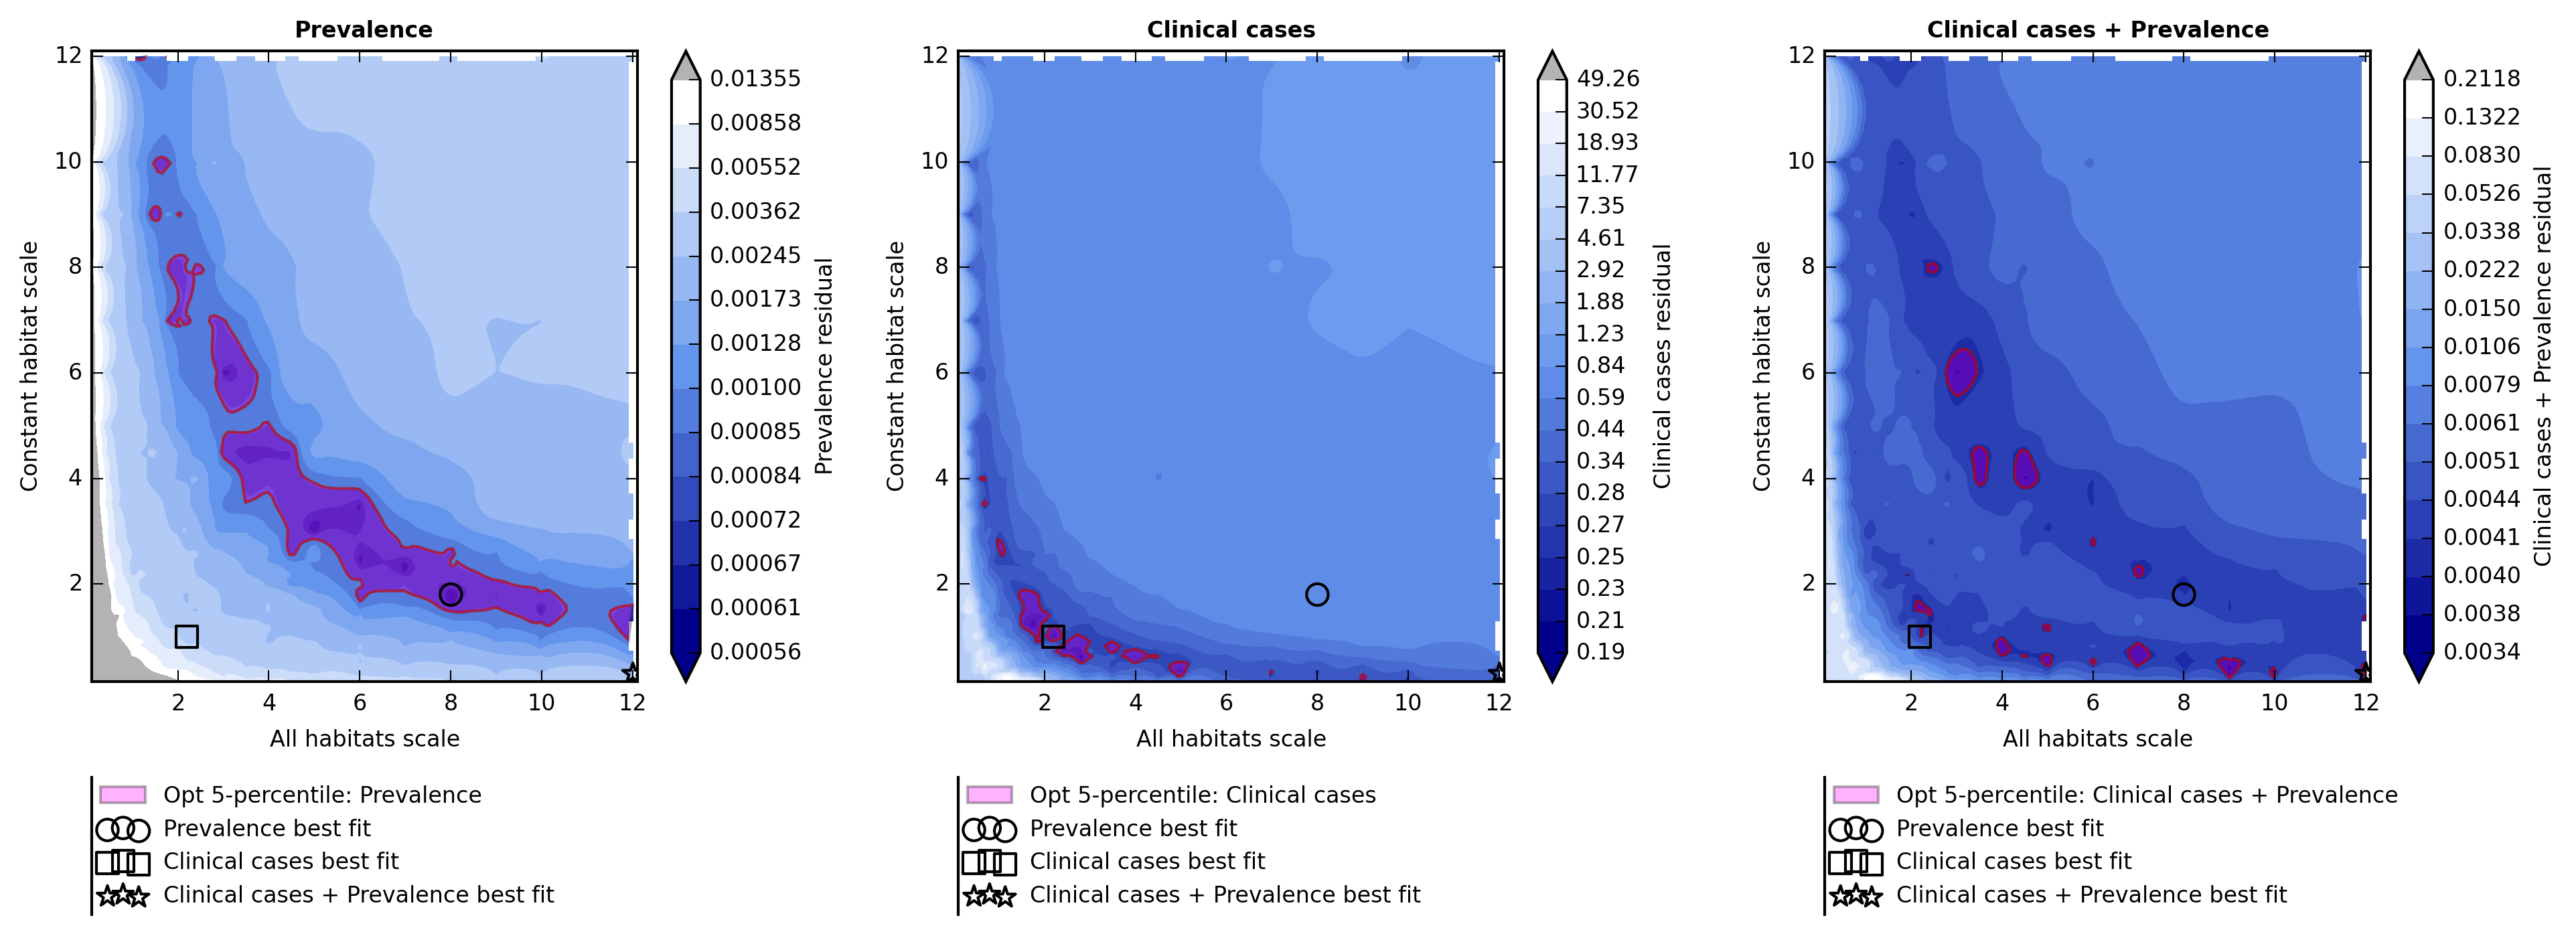 Prevalence
Constant habitat scale
12
10
8
6
4
2
2 4 6 8 10 12
All habitats scale
0.01355
0.00858
0.00552
0.00362
0.00245
0.00173
0.00128
0.00100
0.00085
0.00084
0.00072
0.00067
0.00061
0.00056
Prevalence residual
Opt 5-percentile: Prevalence
Prevalence best fit
Clinical cases best fit
Clinical cases + Prevalence best fit
Clinical cases
Constant habitat scale
12
10
8
6
4
2
2 4 6 8 10 12
All habitats scale
49.26
30.52
18.93
11.77
7.35
4.61
2.92
1.88
1.23
0.84
0.59
0.44
0.34
0.28
0.27
0.25
0.23
0.21
0.19
Clinical cases residual
Opt 5-percentile: Clinical cases
Prevalence best fit
Clinical cases best fit
Clinical cases + Prevalence best fit
Clinical cases + Prevalence
Constant habitat scale
12
10
8
6
4
2
2 4 6 8 10 12
All habitats scale
0.2118
0.1322
0.0830
0.0526
0.0338
0.0222
0.0150
0.0106
0.0079
0.0061
0.0051
0.0044
0.0041
0.0040
0.0038
0.0034
Clinical cases + Prevalence residual
Opt 5-percentile: Clinical cases + Prevalence
Prevalence best fit
Clinical cases best fit
Clinical cases + Prevalence best fit